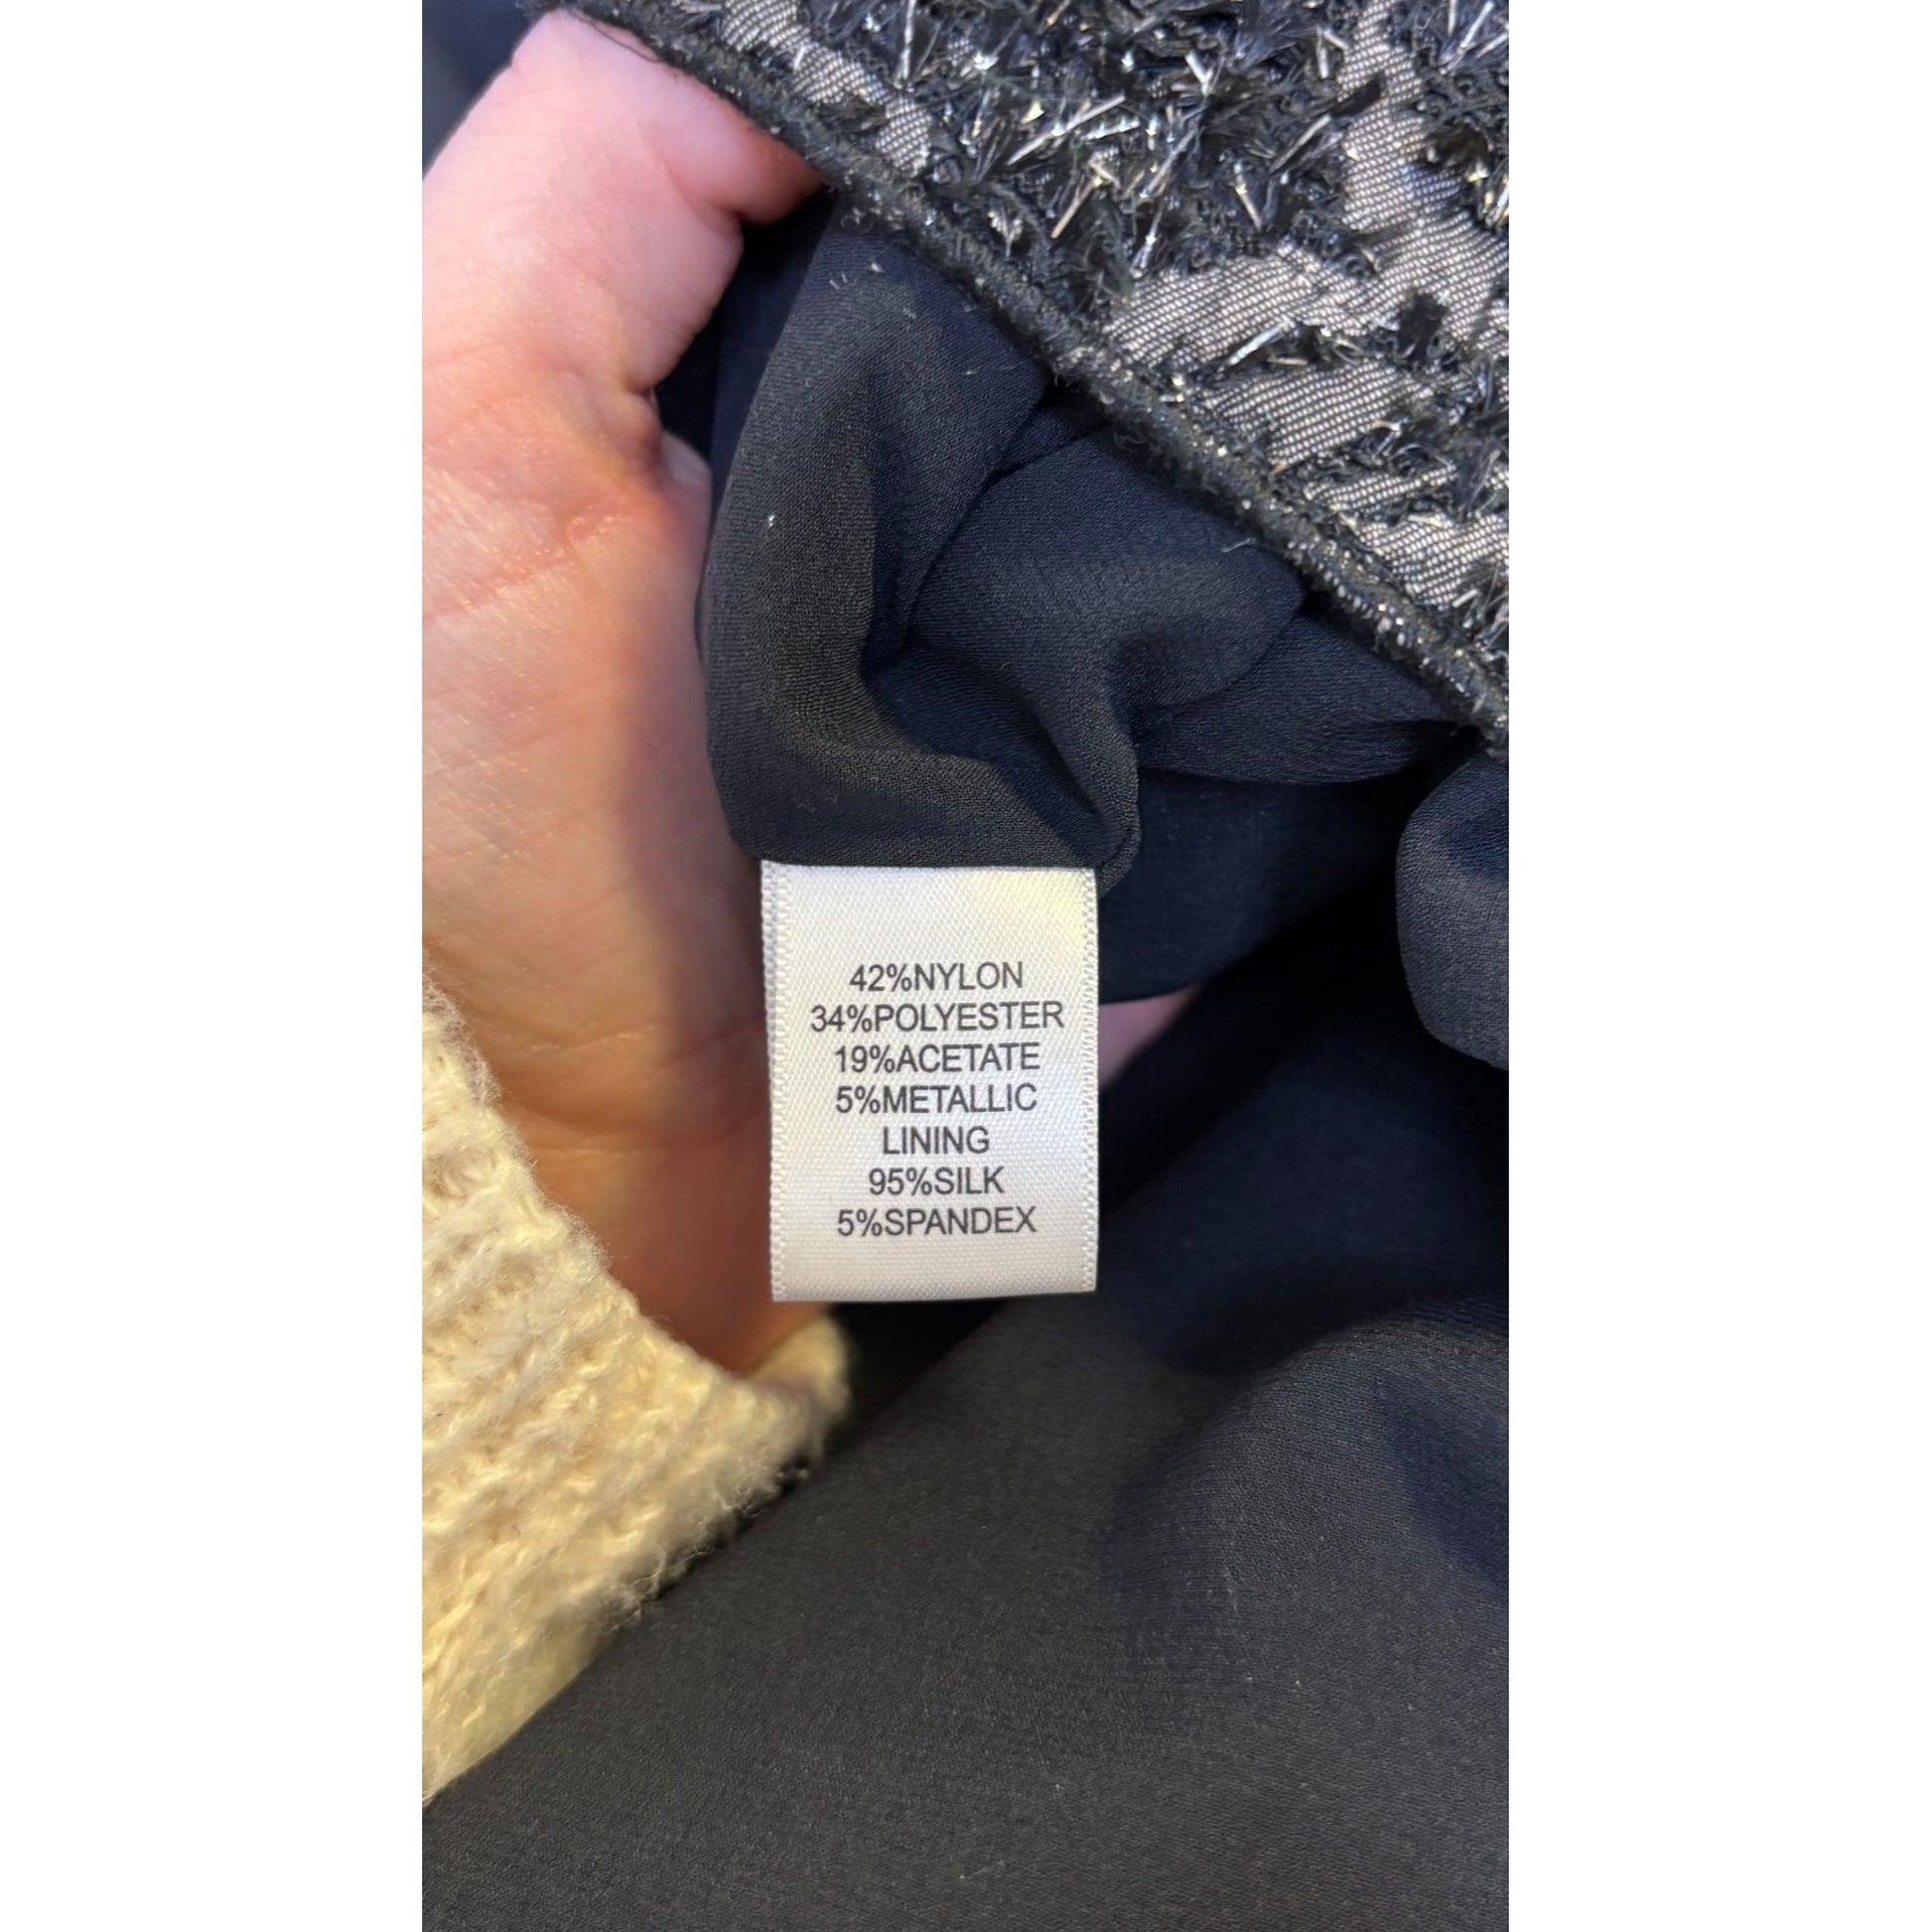 42%NYLON
34%POLYESTER
19%ACETATE
5%METALLIC
LINING
95%SILK
5%SPANDEX